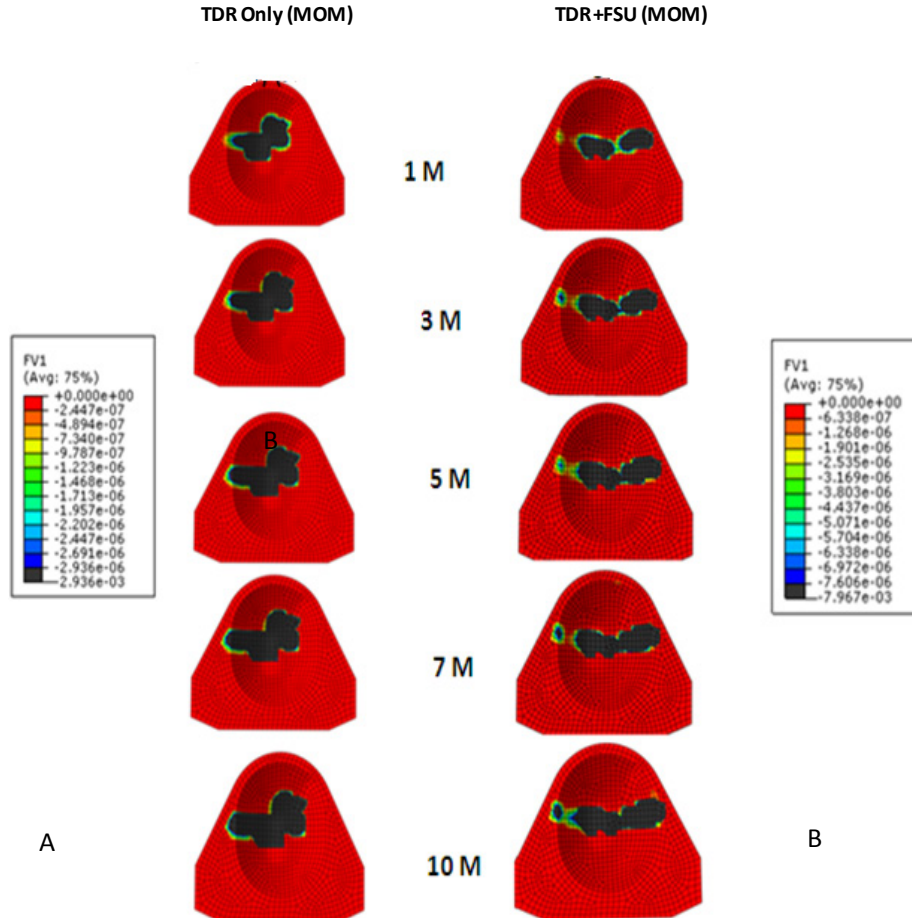 TDR Only (MOM)
TDR+FSU (MOM)
1 M
3 M
FV1
(Avg: 75%)
+0.000e+00
-2.447e-07
-4.894e-07
-7.340e-07
-9.787e-07
-1.223e-06
-1.468e-06
-1.713e-06
-1.957e-06
-2.202e-06
-2.447e-06
-2.691e-06
-2.936e-06
-2.936e-03
FV1
(Avg: 75%)
+0.000e+00
-6.338e-07
-1.268e-06
-1.901e-06
-2.535e-06
-3.169e-06
-3.803e-06
-4.437e-06
-5.071e-06
-5.704e-06
-6.338e-06
-6.972e-06
-7.606e-06
-7.967e-03
B
5 M
7 M
A
B
10 M